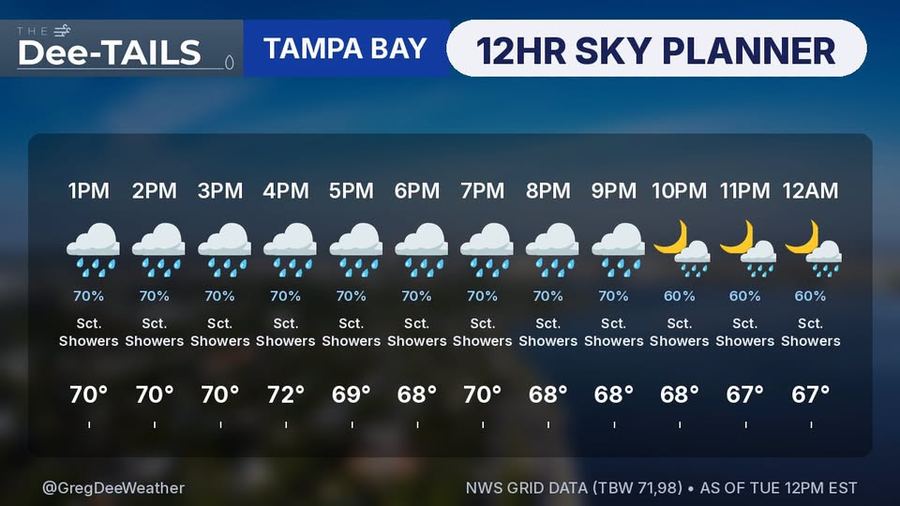 THE
Dee-TAILS
TAMPA BAY
12HR SKY PLANNER
1PM 2PM 3PM 4PM 5PM 6PM 7PM 8PM 9PM 10PM 11PM 12AM
70% 70% 70% 70% 70% 70% 70% 70% 70% 60% 60% 60%
Sct. Sct. Sct. Sct. Sct. Sct. Sct. Sct. Sct. Sct. Sct. Sct.
Showers Showers Showers Showers Showers Showers Showers Showers Showers Showers Showers Showers
70° 70° 70° 72° 69° 68° 70° 68° 68° 68° 67° 67°
@GregDeeWeather
NWS GRID DATA (TBW 71,98) • AS OF TUE 12PM EST